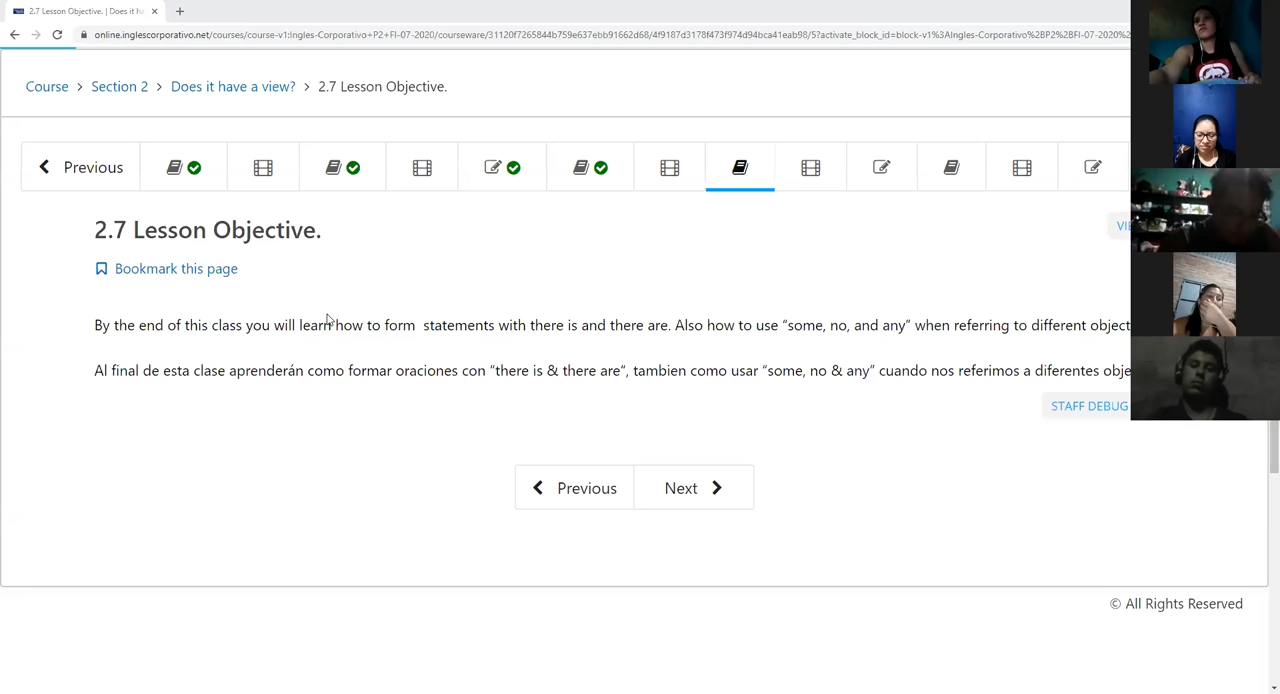 2.7 Lesson Objective. | Does it h
online.inglescorporativo.net/courses/course-v1:Ingles-Corporativo+P2+FI-07-2020/courseware/31120f7265844b759e637ebb91662d68/4f9187d3178f473f974d94bca41eab98/5?activate_block_id=block-v1%3AIngles-Corporativo%2BP2%2BFI-07-2020%2
Course > Section 2 > Does it have a view? > 2.7 Lesson Objective.
Previous
2.7 Lesson Objective.
VIE
Bookmark this page
By the end of this class you will learn how to form statements with there is and there are. Also how to use “some, no, and any” when referring to different object
Al final de esta clase aprenderán como formar oraciones con “there is & there are“, tambien como usar “some, no & any” cuando nos referimos a diferentes obje
STAFF DEBUG
Previous Next
© All Rights Reserved